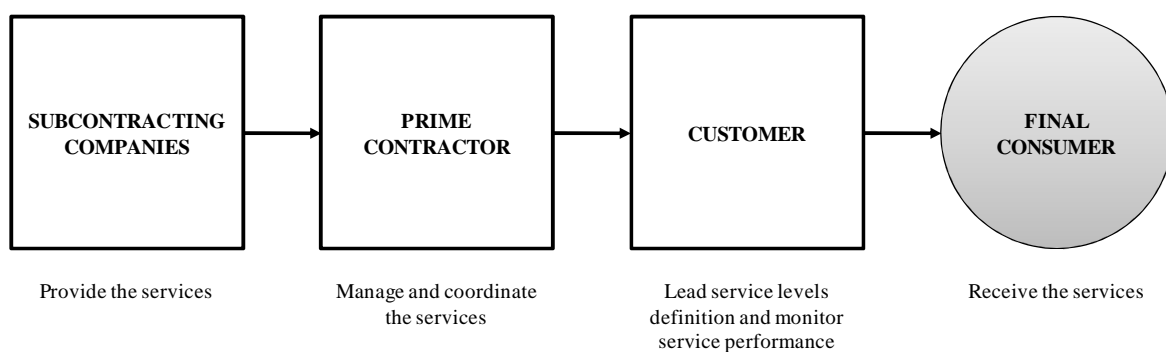 SUBCONTRACTING
COMPANIES
PRIME
CONTRACTOR
CUSTOMER
FINAL
CONSUMER
Provide the services
Manage and coordinate
the services
Lead service levels
definition and monitor
service performance
Receive the services